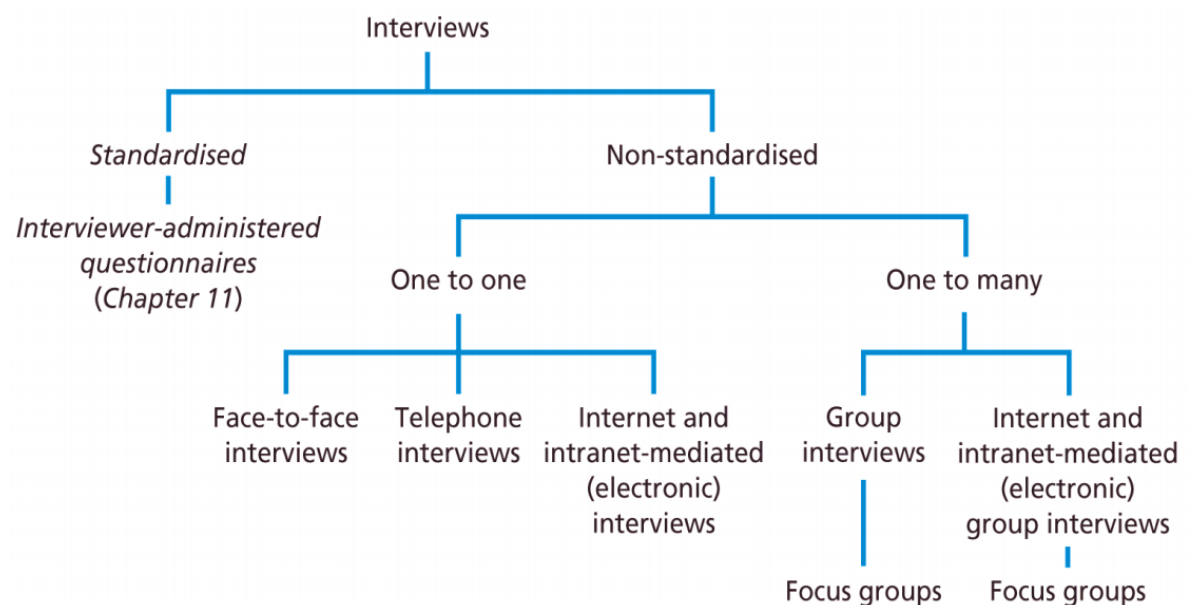 Interviews
Standardised
Non-standardised
Interviewer-administered
questionnaires
(Chapter 11)
One to one
One to many
Face-to-face
interviews
Telephone
interviews
Internet and
intranet-mediated
(electronic)
interviews
Group
interviews
Internet and
intranet-mediated
(electronic)
group interviews
Focus groups
Focus groups